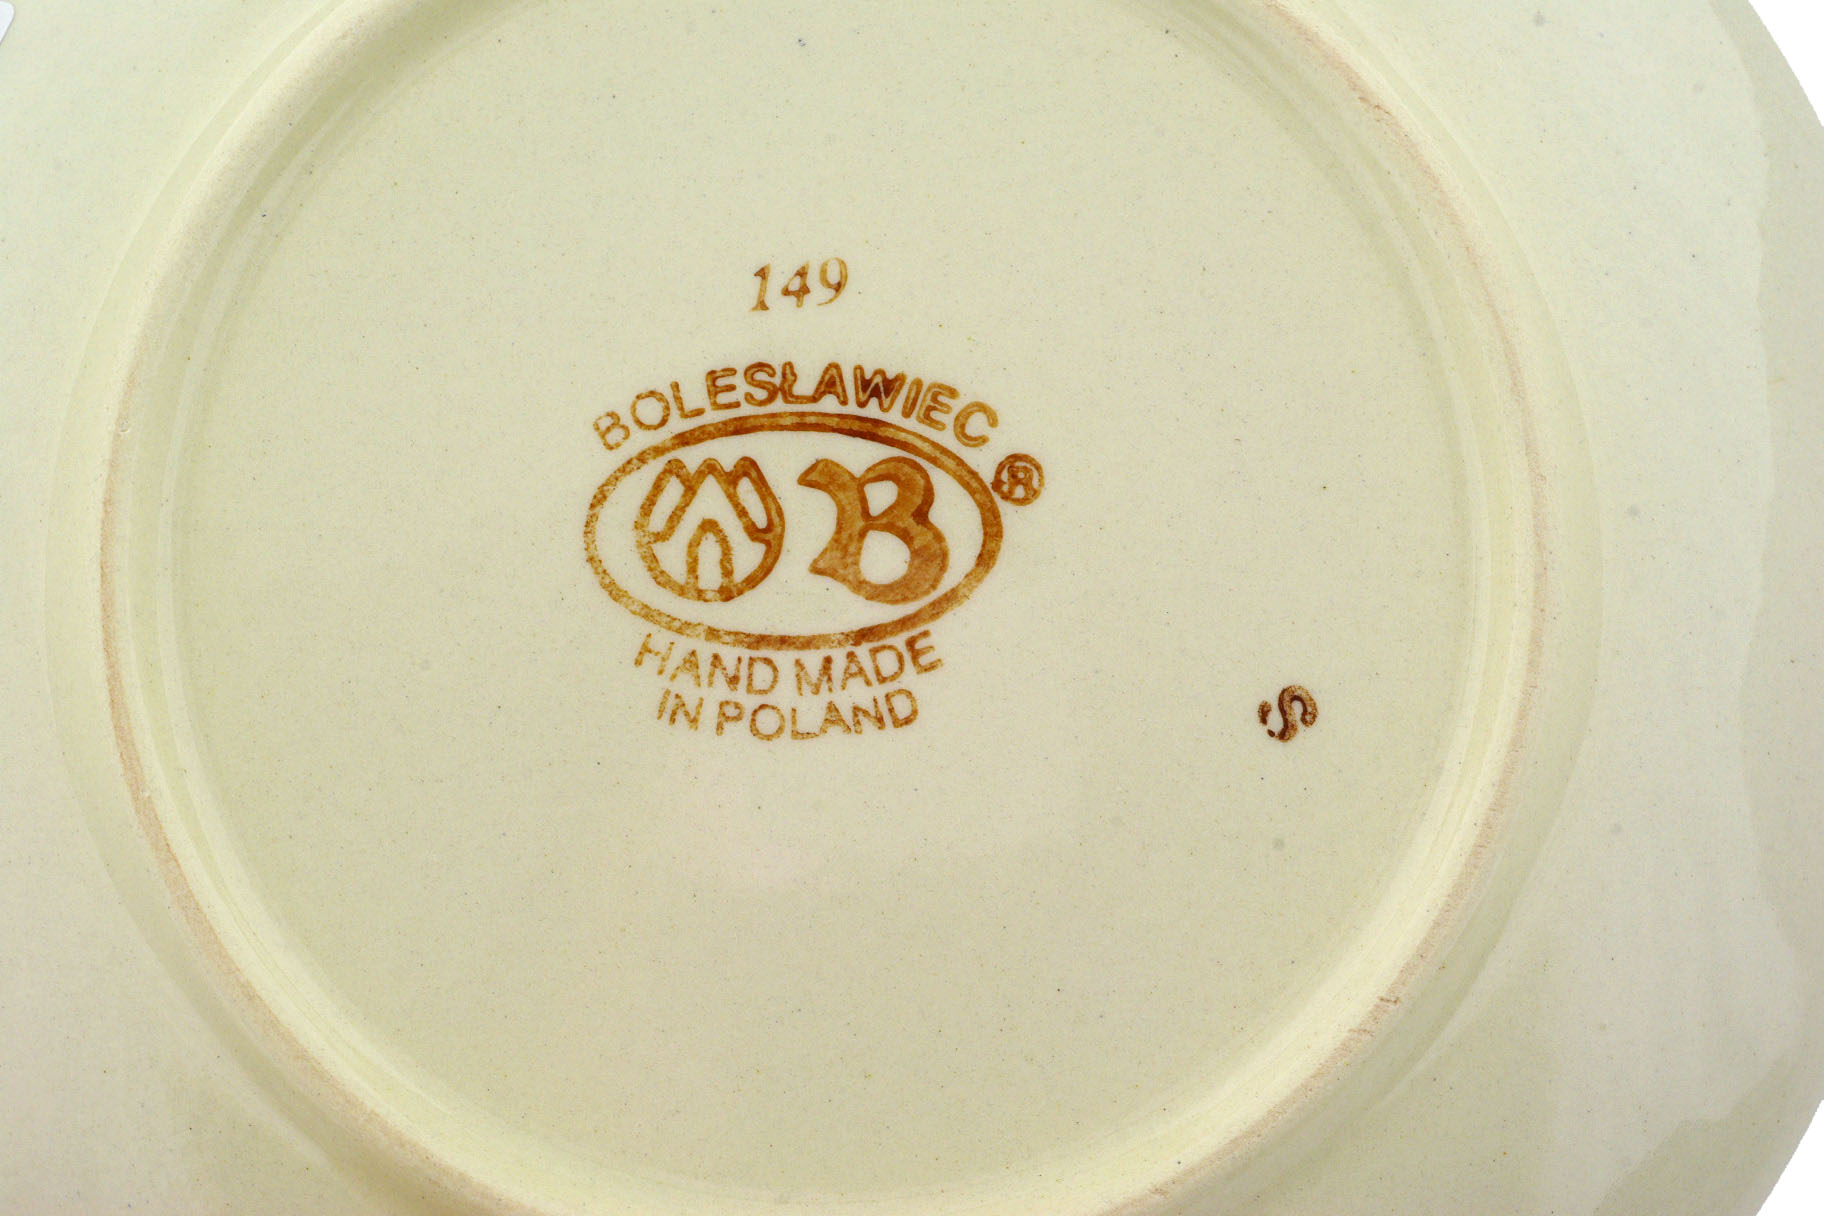 149
BOLESŁAWIEC
B ®
HAND MADE
IN POLAND
S